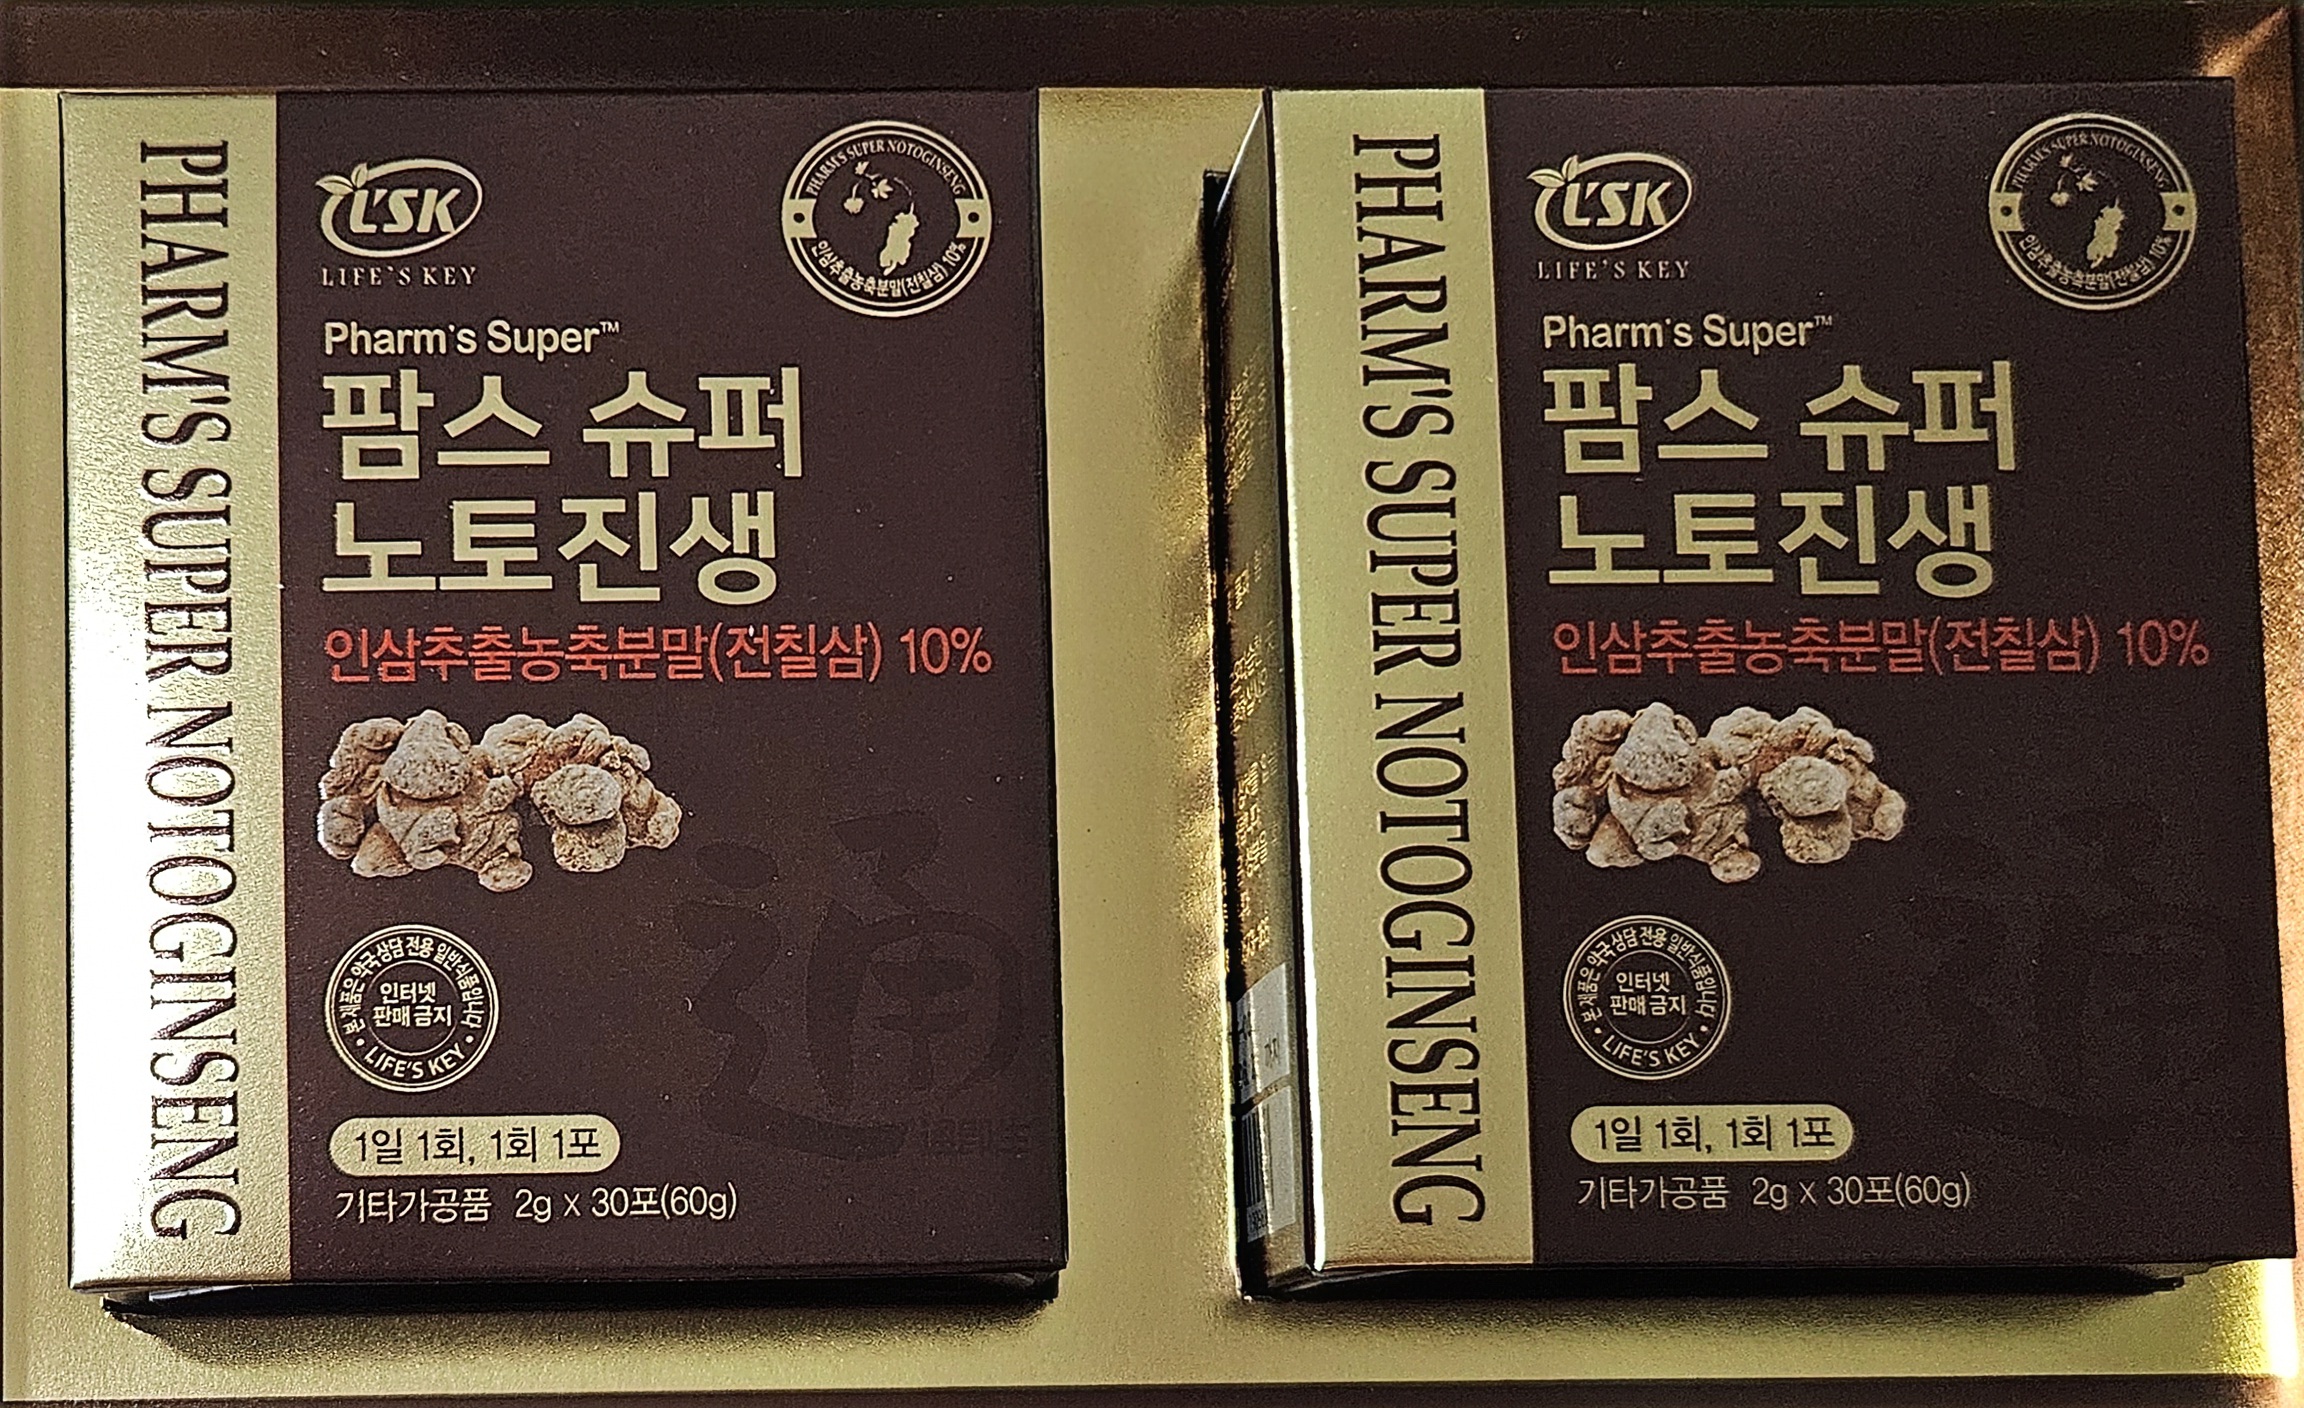 PHARM'S SUPER NOTOGINSENG
L'SK
LIFE'S KEY
PHARM'S SUPER NOTOGINSENG
인삼추출농축분말(전칠삼) 10%
Pharm's Super™
팜스 슈퍼
노토진생
인삼추출농축분말(전칠삼) 10%
본 제품은 약국상담 전용 일반식품입니다
인터넷
판매 금지
• LIFE'S KEY •
1일 1회, 1회 1포
기타가공품 2g x 30포(60g)
PHARM'S SUPER NOTOGINSENG
L'SK
LIFE'S KEY
PHARM'S SUPER NOTOGINSENG
인삼추출농축분말(전칠삼) 10%
Pharm's Super™
팜스 슈퍼
노토진생
인삼추출농축분말(전칠삼) 10%
본 제품은 약국상담 전용 일반식품입니다
인터넷
판매 금지
• LIFE'S KEY •
1일 1회, 1회 1포
기타가공품 2g x 30포(60g)